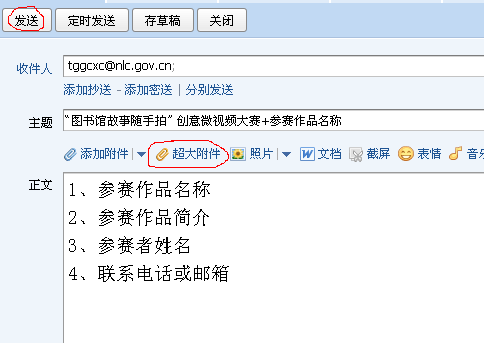 发送 定时发送 存草稿 关闭
收件人 tggcxc@nlc.gov.cn;
添加抄送 - 添加密送 | 分别发送
主题 “图书馆故事随手拍”创意微视频大赛+参赛作品名称
添加附件 | 超大附件 照片 | 文档 截屏 表情 音乐
正文 1、参赛作品名称
2、参赛作品简介
3、参赛者姓名
4、联系电话或邮箱